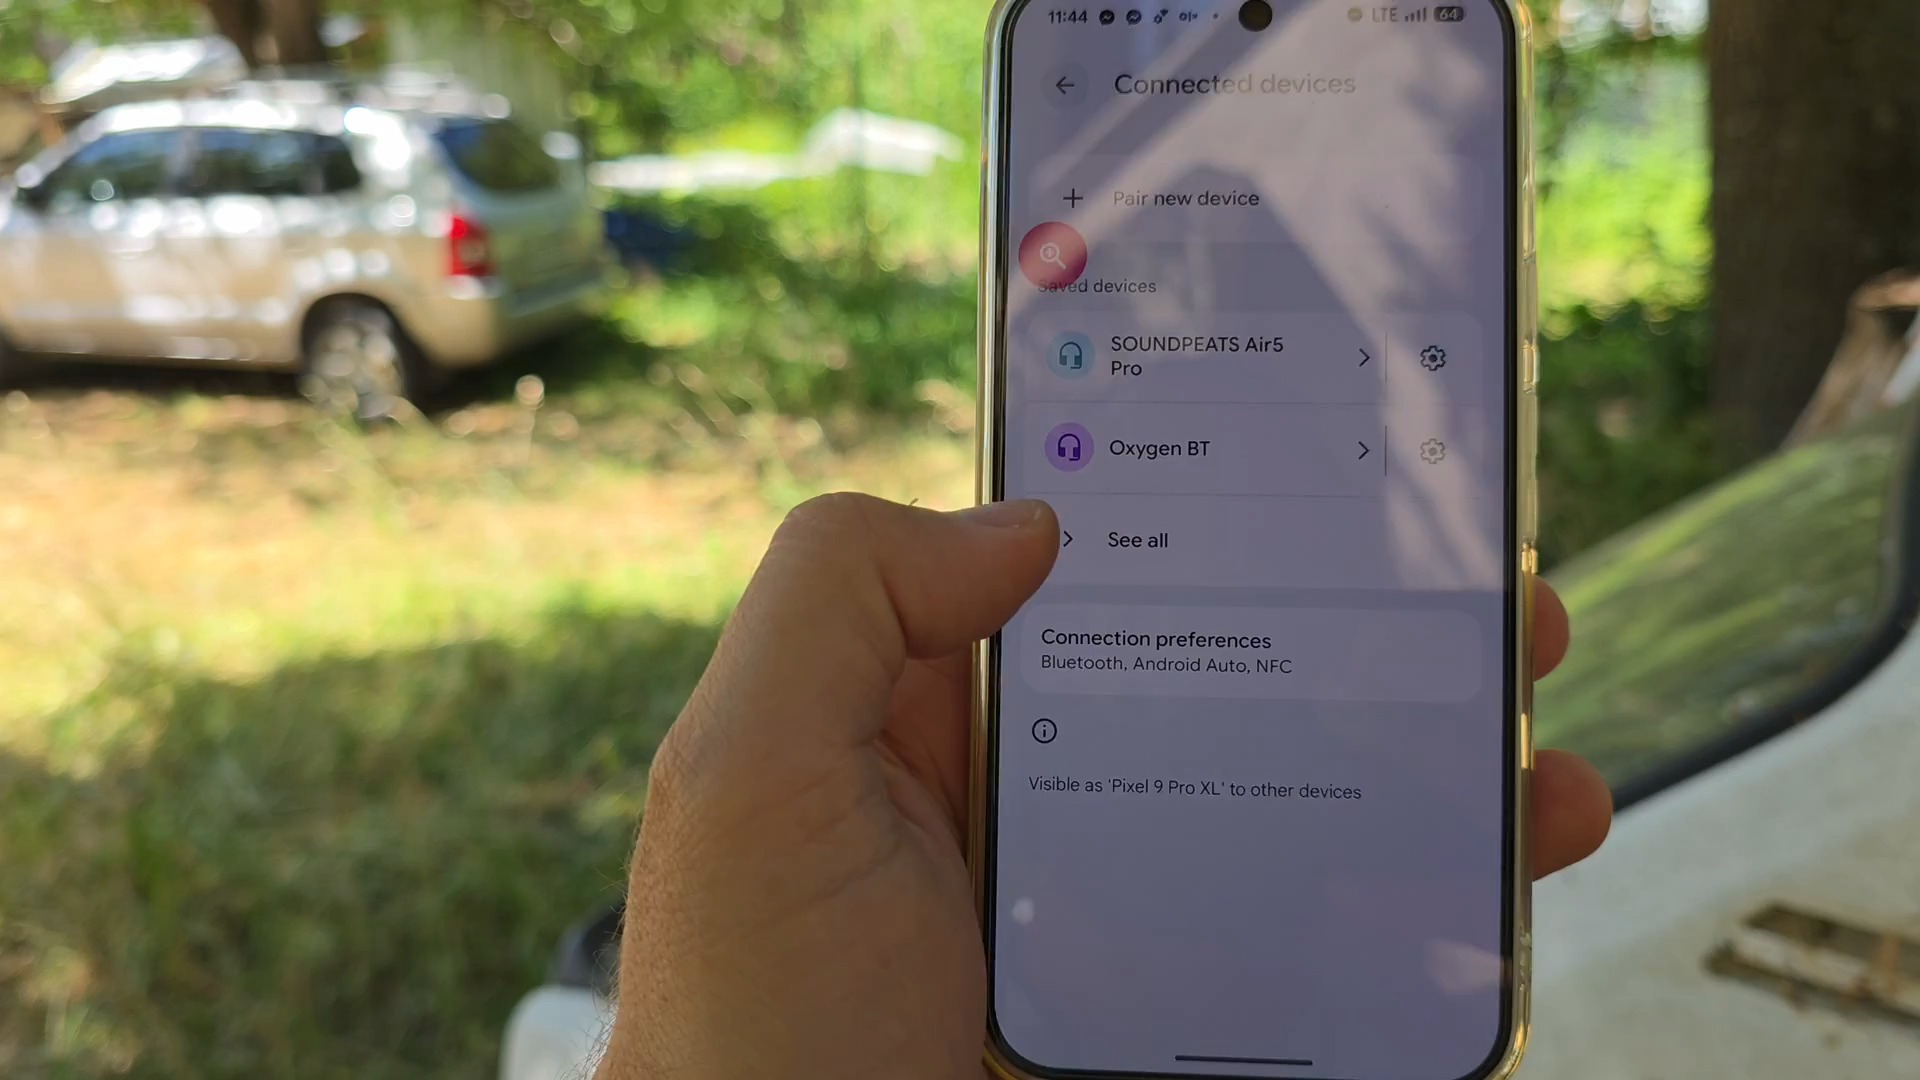 11:44 LTE 64
Connected devices
Pair new device
Saved devices
SOUNDPEATS Air5
Pro
Oxygen BT
See all
Connection preferences
Bluetooth, Android Auto, NFC
Visible as 'Pixel 9 Pro XL' to other devices